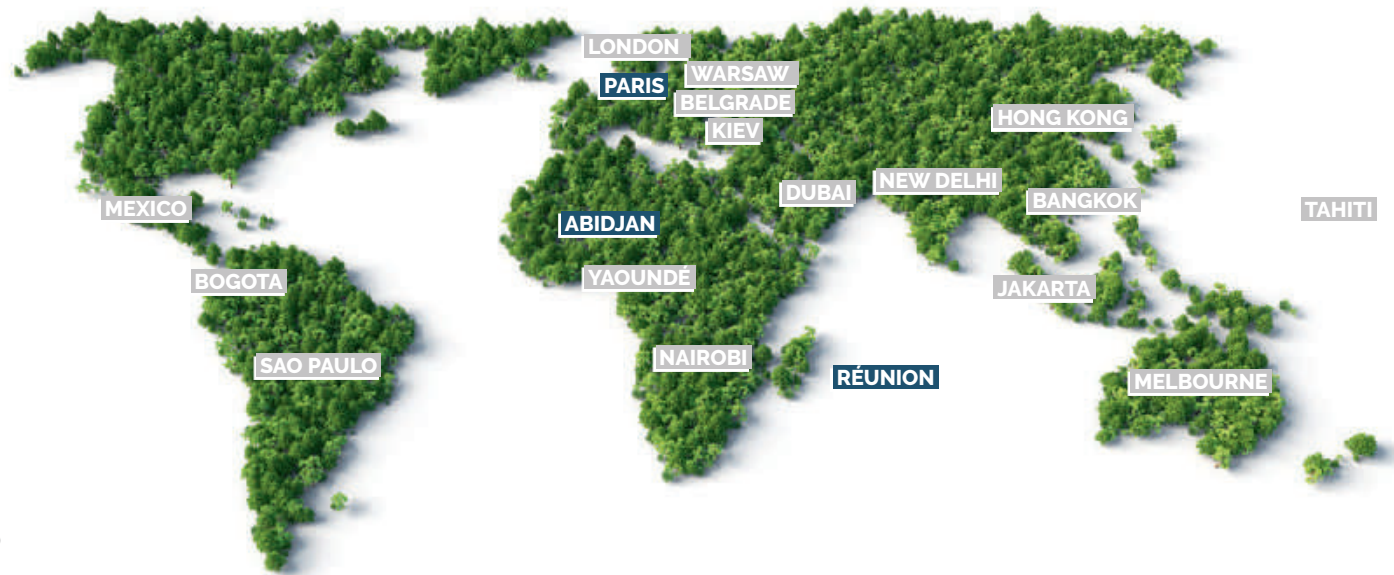 LONDON
WARSAW
PARIS
BELGRADE
HONG KONG
KIEV
NEW DELHI
DUBAI
BANGKOK
MEXICO
TAHITI
ABIDJAN
YAOUNDÉ
BOGOTA
JAKARTA
NAIROBI
SAO PAULO
RÉUNION
MELBOURNE